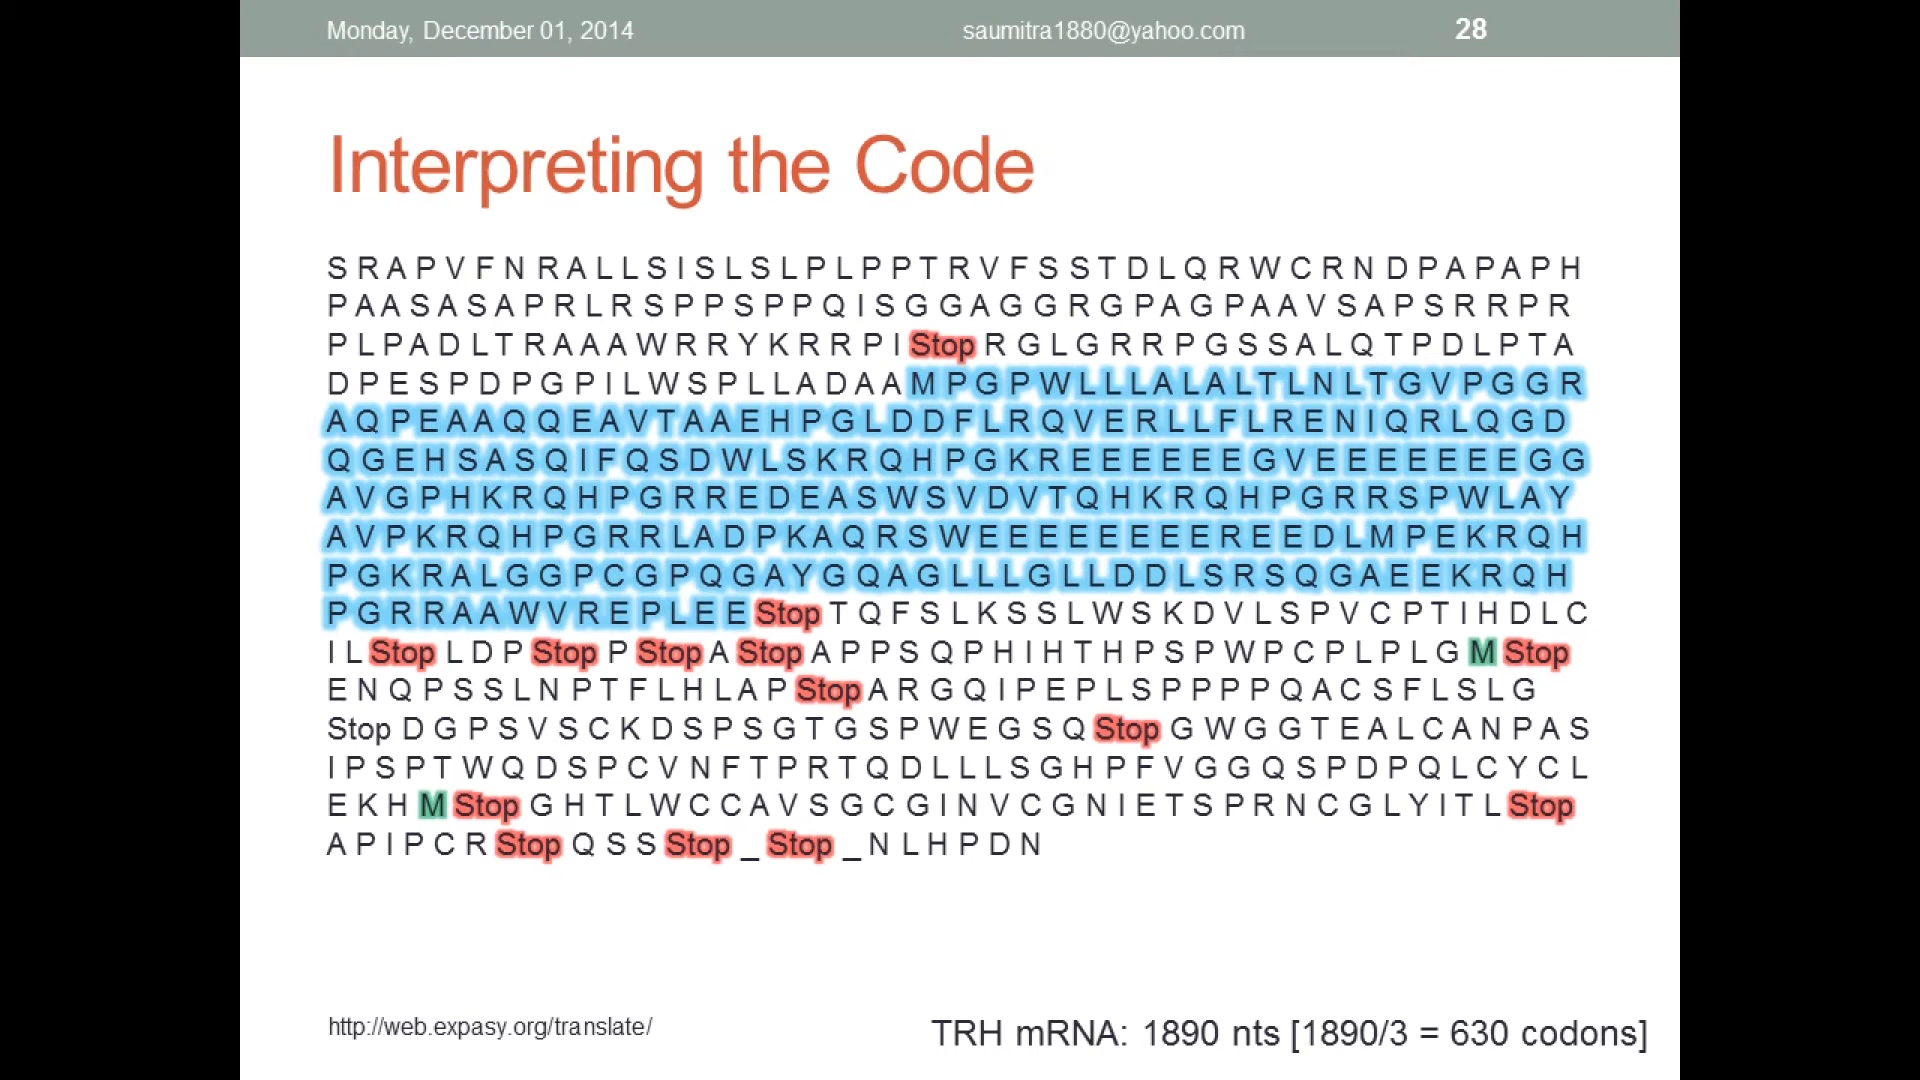 Monday, December 01, 2014 saumitra1880@yahoo.com 28
Interpreting the Code
S R A P V F N R A L L S I S L S L P L P P T R V F S S T D L Q R W C R N D P A P A P H
P A A S A S A P R L R S P P S P P Q I S G G A G G R G P A G P A A V S A P S R R P R
P L P A D L T R A A A W R R Y K R R P I Stop R G L G R R P G S S A L Q T P D L P T A
D P E S P D P G P I L W S P L L A D A A M P G P W L L L A L A L T L N L T G V P G G R
A Q P E A A Q Q E A V T A A E H P G L D D F L R Q V E R L L F L R E N I Q R L Q G D
Q G E H S A S Q I F Q S D W L S K R Q H P G K R E E E E E E G V E E E E E E E G G
A V G P H K R Q H P G R R E D E A S W S V D V T Q H K R Q H P G R R S P W L A Y
A V P K R Q H P G R R L A D P K A Q R S W E E E E E E E E R E E D L M P E K R Q H
P G K R A L G G P C G P Q G A Y G Q A G L L L G L L D D L S R S Q G A E E K R Q H
P G R R A A W V R E P L E E Stop T Q F S L K S S L W S K D V L S P V C P T I H D L C
I L Stop L D P Stop P Stop A Stop A P P S Q P H I H T H P S P W P C P L P L G M Stop
E N Q P S S L N P T F L H L A P Stop A R G Q I P E P L S P P P P Q A C S F L S L G
Stop D G P S V S C K D S P S G T G S P W E G S Q Stop G W G G T E A L C A N P A S
I P S P T W Q D S P C V N F T P R T Q D L L L S G H P F V G G Q S P D P Q L C Y C L
E K H M Stop G H T L W C C A V S G C G I N V C G N I E T S P R N C G L Y I T L Stop
A P I P C R Stop Q S S Stop _ Stop _ N L H P D N
http://web.expasy.org/translate/ TRH mRNA: 1890 nts [1890/3 = 630 codons]